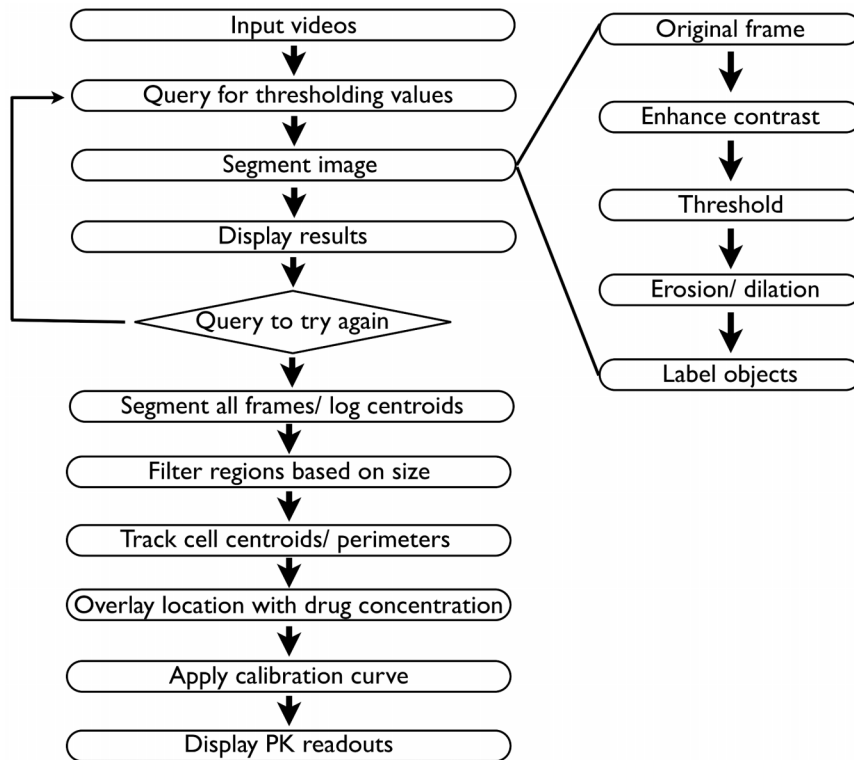 Input videos
Query for thresholding values
Segment image
Display results
Query to try again
Segment all frames/ log centroids
Filter regions based on size
Track cell centroids/ perimeters
Overlay location with drug concentration
Apply calibration curve
Display PK readouts
Original frame
Enhance contrast
Threshold
Erosion/ dilation
Label objects